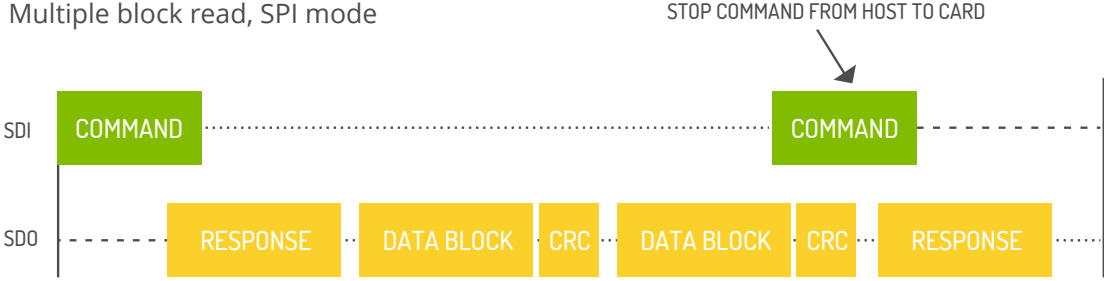 Multiple block read, SPI mode
STOP COMMAND FROM HOST TO CARD
SDI COMMAND COMMAND
SDO RESPONSE DATA BLOCK CRC DATA BLOCK CRC RESPONSE